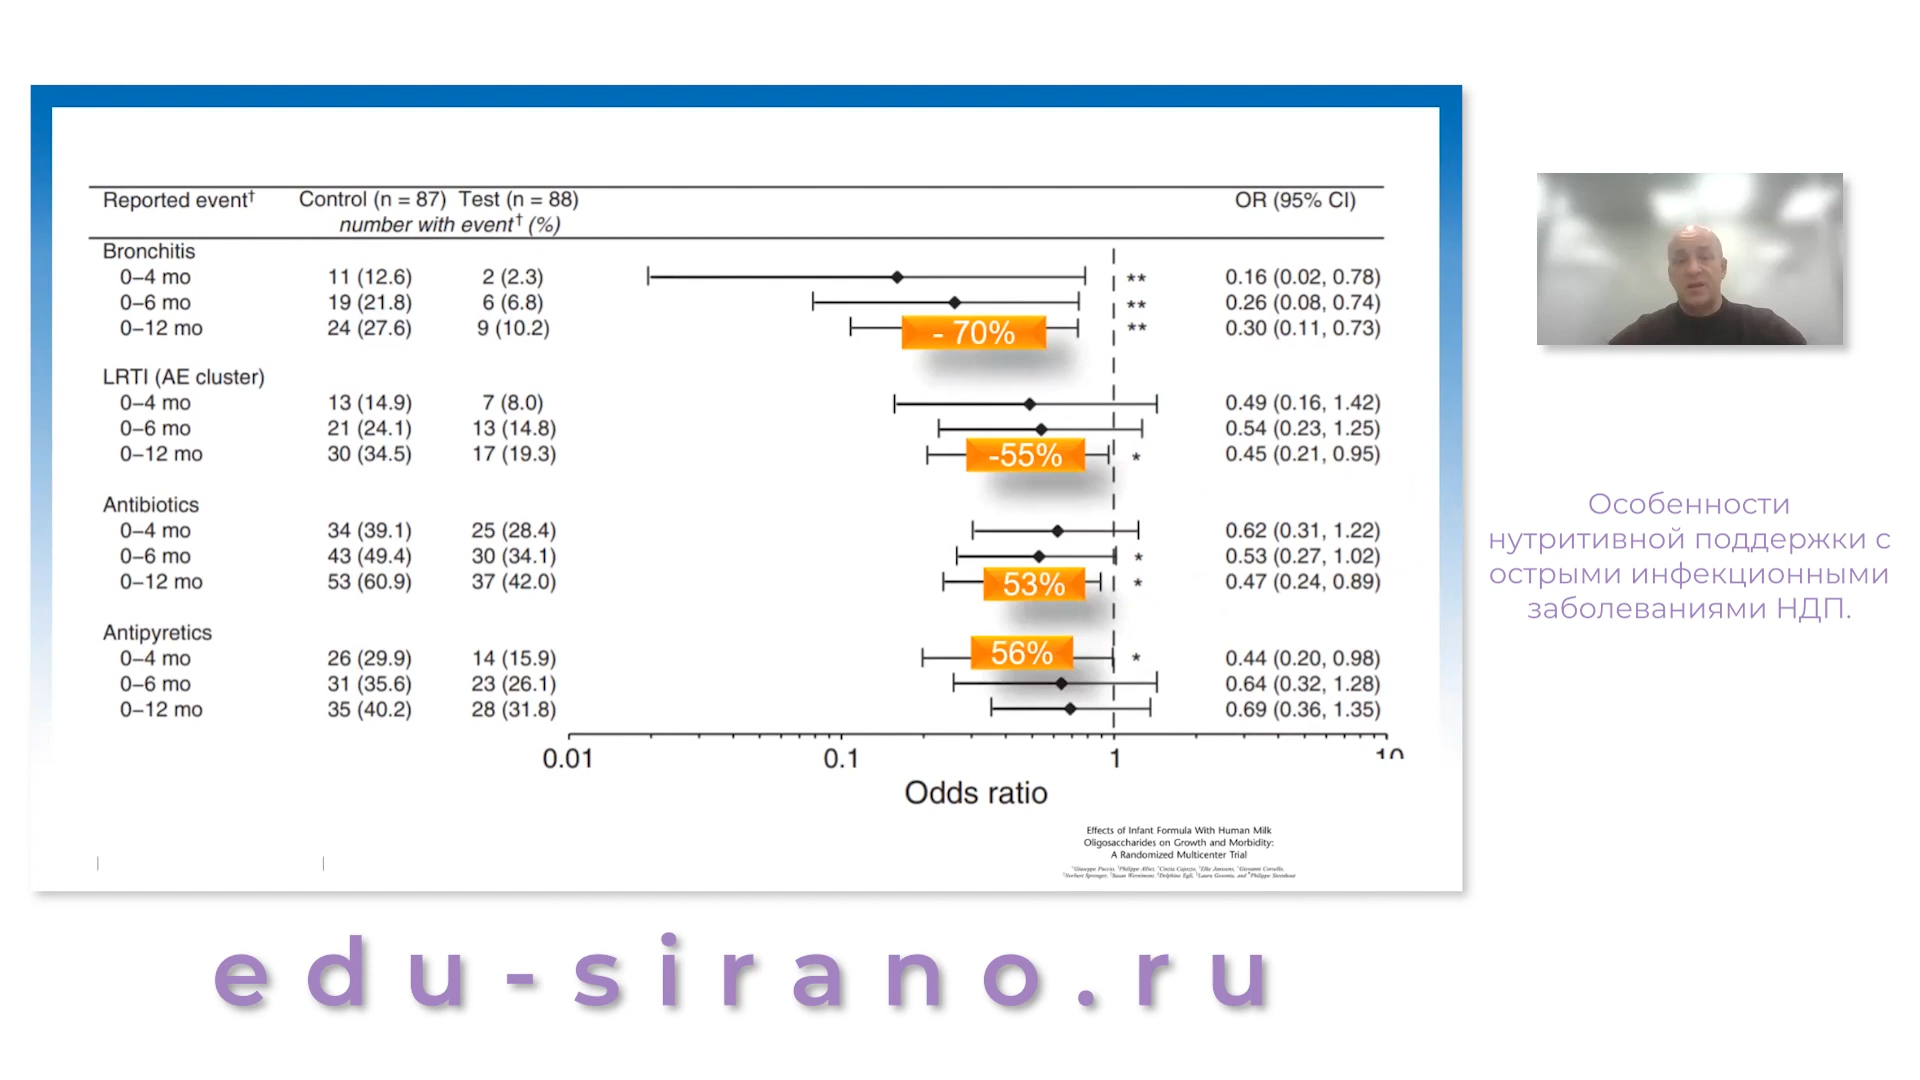 Reported event† Control (n = 87) Test (n = 88) OR (95% CI)
number with event† (%)
Bronchitis
0–4 mo 11 (12.6) 2 (2.3) ** 0.16 (0.02, 0.78)
0–6 mo 19 (21.8) 6 (6.8) ** 0.26 (0.08, 0.74)
0–12 mo 24 (27.6) 9 (10.2) - 70% ** 0.30 (0.11, 0.73)
LRTI (AE cluster)
0–4 mo 13 (14.9) 7 (8.0) 0.49 (0.16, 1.42)
0–6 mo 21 (24.1) 13 (14.8) 0.54 (0.23, 1.25)
0–12 mo 30 (34.5) 17 (19.3) -55% * 0.45 (0.21, 0.95)
Antibiotics
0–4 mo 34 (39.1) 25 (28.4) 0.62 (0.31, 1.22)
0–6 mo 43 (49.4) 30 (34.1) * 0.53 (0.27, 1.02)
0–12 mo 53 (60.9) 37 (42.0) 53% * 0.47 (0.24, 0.89)
Antipyretics
0–4 mo 26 (29.9) 14 (15.9) 56% * 0.44 (0.20, 0.98)
0–6 mo 31 (35.6) 23 (26.1) 0.64 (0.32, 1.28)
0–12 mo 35 (40.2) 28 (31.8) 0.69 (0.36, 1.35)
0.01 0.1 1 10
Odds ratio
Effects of Infant Formula With Human Milk
Oligosaccharides on Growth and Morbidity:
A Randomized Multicenter Trial
Особенности
нутритивной поддержки с
острыми инфекционными
заболеваниями НДП.
edu-sirano.ru